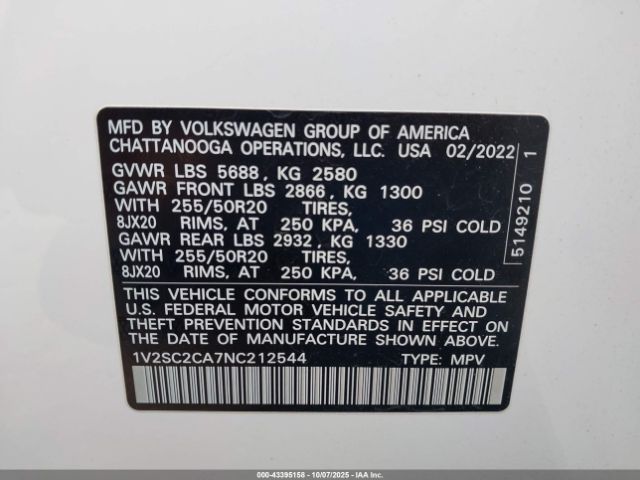 MFD BY VOLKSWAGEN GROUP OF AMERICA
CHATTANOOGA OPERATIONS, LLC. USA 02/2022
GVWR LBS 5688, KG 2580
GAWR FRONT LBS 2866, KG 1300
WITH 255/50R20 TIRES,
8JX20 RIMS, AT 250 KPA, 36 PSI COLD
GAWR REAR LBS 2932, KG 1330
WITH 255/50R20 TIRES,
8JX20 RIMS, AT 250 KPA, 36 PSI COLD
THIS VEHICLE CONFORMS TO ALL APPLICABLE
U.S. FEDERAL MOTOR VEHICLE SAFETY AND
THEFT PREVENTION STANDARDS IN EFFECT ON
THE DATE OF MANUFACTURE SHOWN ABOVE.
1V2SC2CA7NC212544 TYPE: MPV
5149210 1
000-43395158 - 10/07/2025 - IAA Inc.